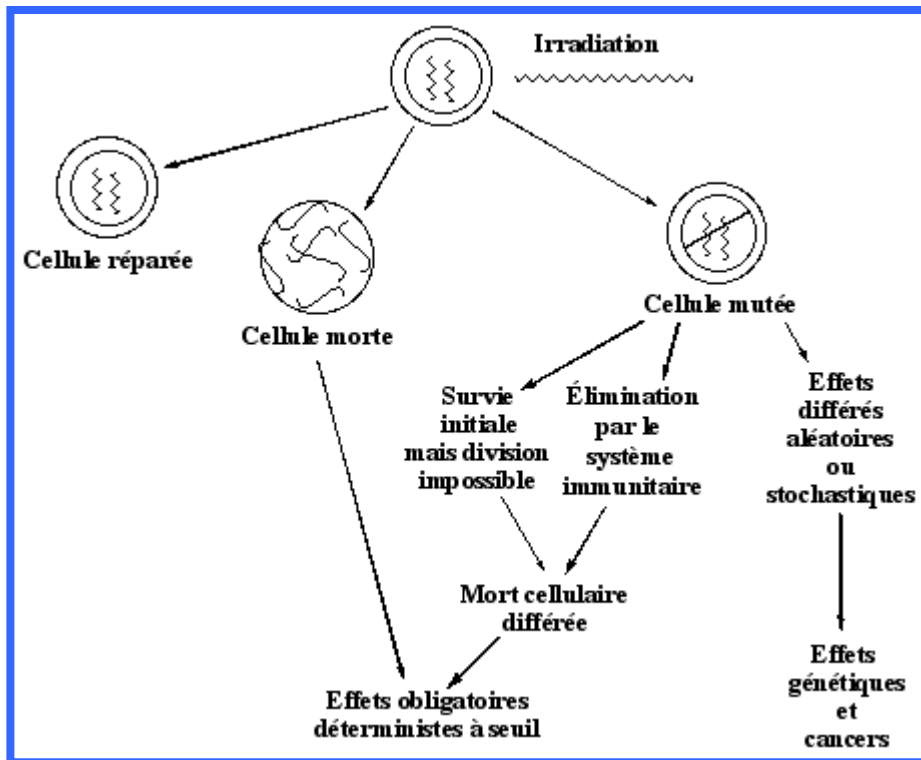 Irradiation
Cellule réparée
Cellule morte
Cellule mutée
Survie
initiale
mais division
impossible
Élimination
par le
système
immunitaire
Effets
différés
aléatoires
ou
stochastiques
Mort cellulaire
différée
Effets obligatoires
déterministes à seuil
Effets
génétiques
et
cancers